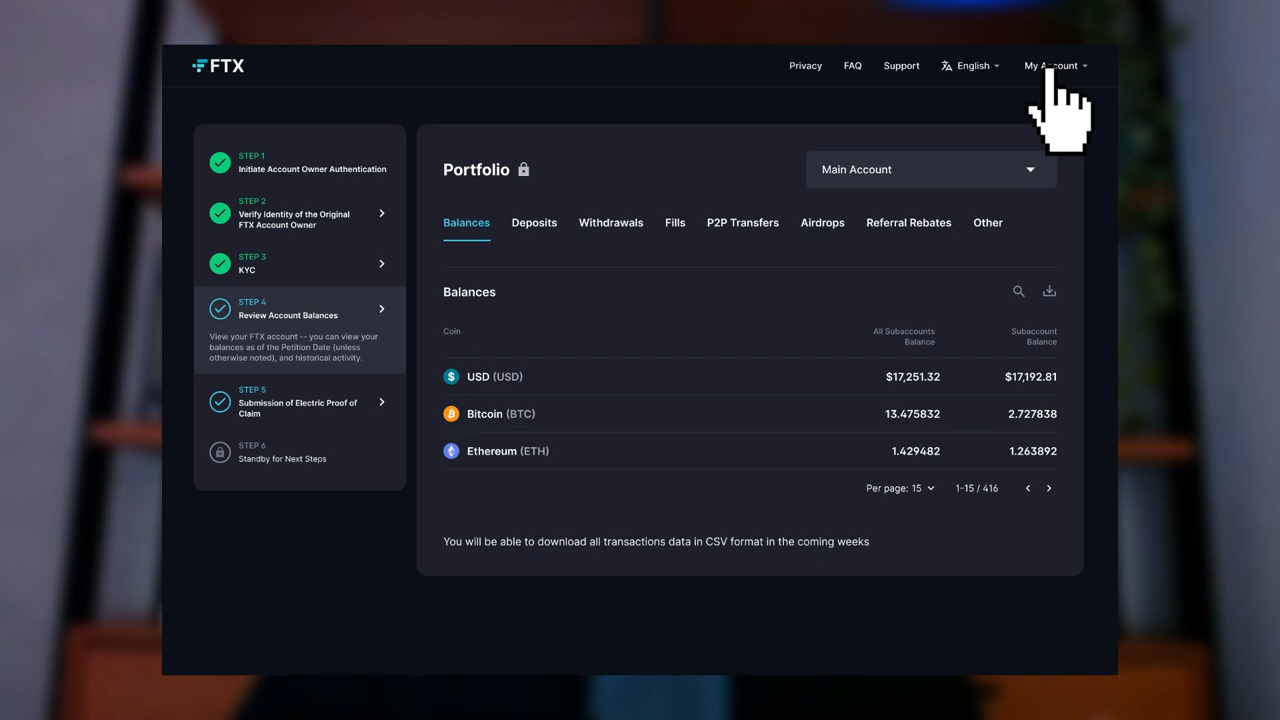 FTX
Privacy
FAQ
Support
English
My Account
STEP 1
Initiate Account Owner Authentication
STEP 2
Verify Identity of the Original
FTX Account Owner
STEP 3
KYC
STEP 4
Review Account Balances
View your FTX account -- you can view your
balances as of the Petition Date (unless
otherwise noted), and historical activity.
STEP 5
Submission of Electric Proof of
Claim
STEP 6
Standby for Next Steps
Portfolio
Main Account
Balances Deposits Withdrawals Fills P2P Transfers Airdrops Referral Rebates Other
Balances
Coin
All Subaccounts
Balance
Subaccount
Balance
USD (USD) $17,251.32 $17,192.81
Bitcoin (BTC) 13.475832 2.727838
Ethereum (ETH) 1.429482 1.263892
Per page: 15 1-15 / 416
You will be able to download all transactions data in CSV format in the coming weeks